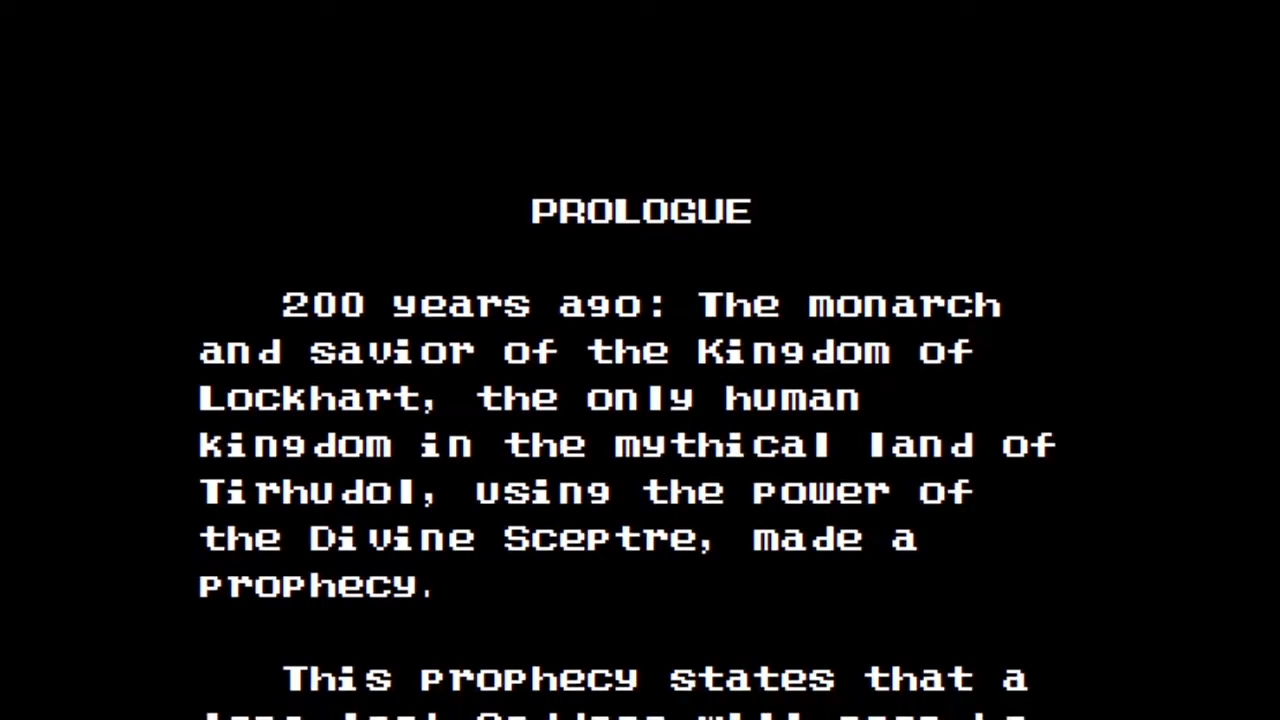 PROLOGUE
200 years ago: The monarch
and savior of the Kingdom of
Lockhart, the only human
kingdom in the mythical land of
Tirhudol, using the power of
the Divine Sceptre, made a
prophecy.
This prophecy states that a